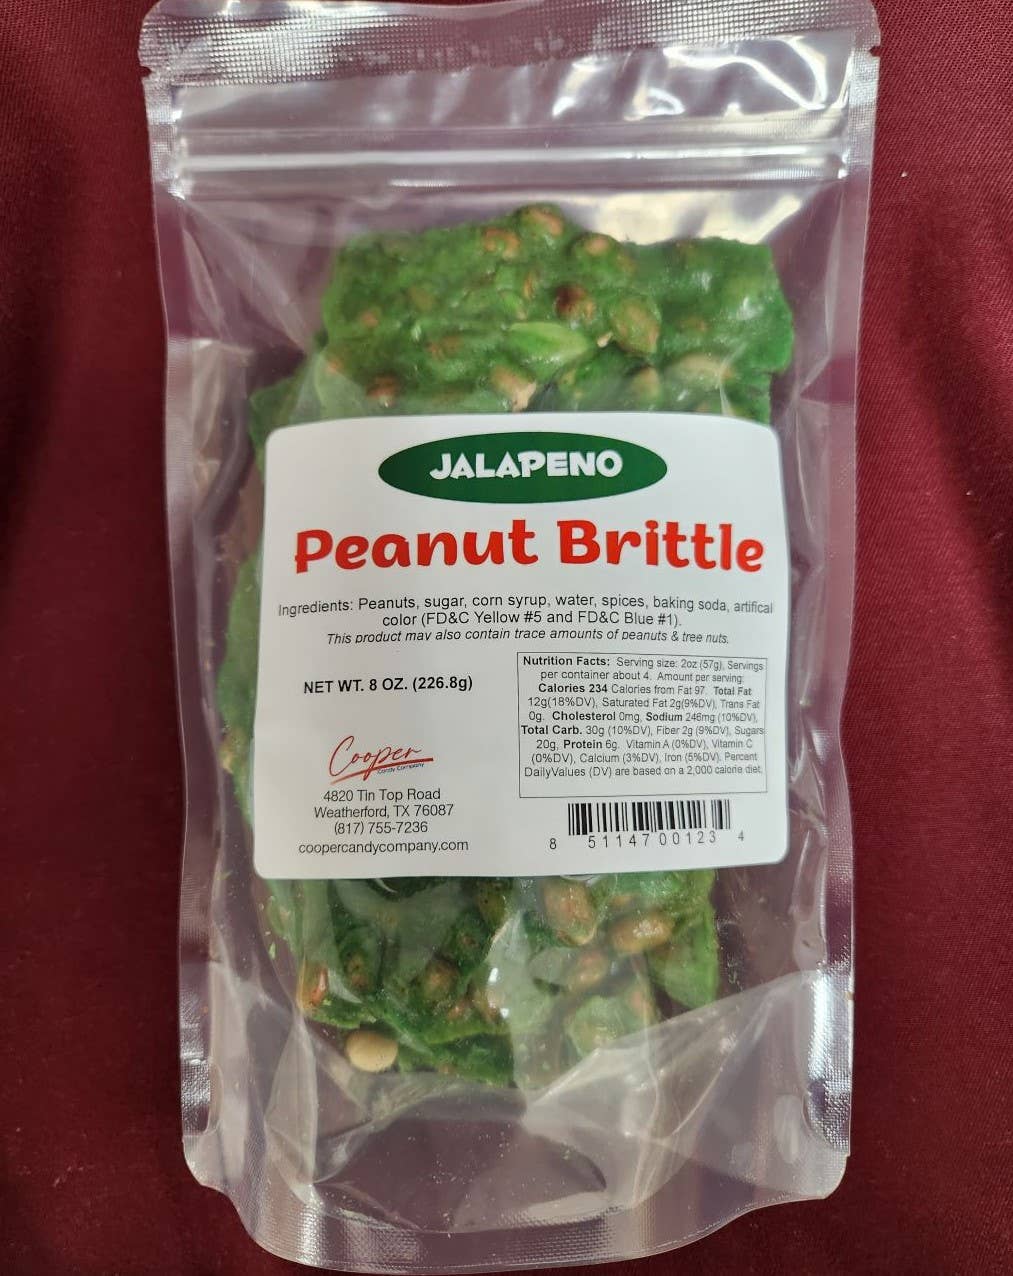 JALAPENO
Peanut Brittle
Ingredients: Peanuts, sugar, corn syrup, water, spices, baking soda, artifical
color (FD&C Yellow #5 and FD&C Blue #1).
This product may also contain trace amounts of peanuts & tree nuts.
NET WT. 8 OZ. (226.8g)
Nutrition Facts: Serving size: 2oz (57g), Servings
per container about 4. Amount per serving:
Calories 234 Calories from Fat 97. Total Fat
12g(18%DV), Saturated Fat 2g(9%DV), Trans Fat
0g. Cholesterol 0mg, Sodium 246mg (10%DV),
Total Carb. 30g (10%DV), Fiber 2g (9%DV), Sugars
20g, Protein 6g. Vitamin A (0%DV), Vitamin C
(0%DV), Calcium (3%DV), Iron (5%DV). Percent
DailyValues (DV) are based on a 2,000 calorie diet.
Cooper
Candy Company
4820 Tin Top Road
Weatherford, TX 76087
(817) 755-7236
coopercandycompany.com
8 51147 00123 4